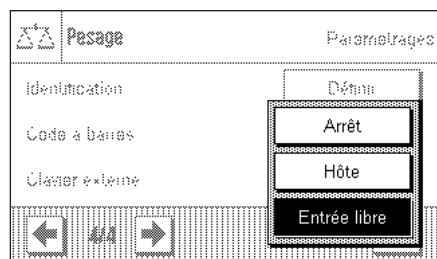 Pesage Paramétrages
Identification Définir
Code à barres
Arrêt
Clavier externe
Hôte
Entrée libre
4/4